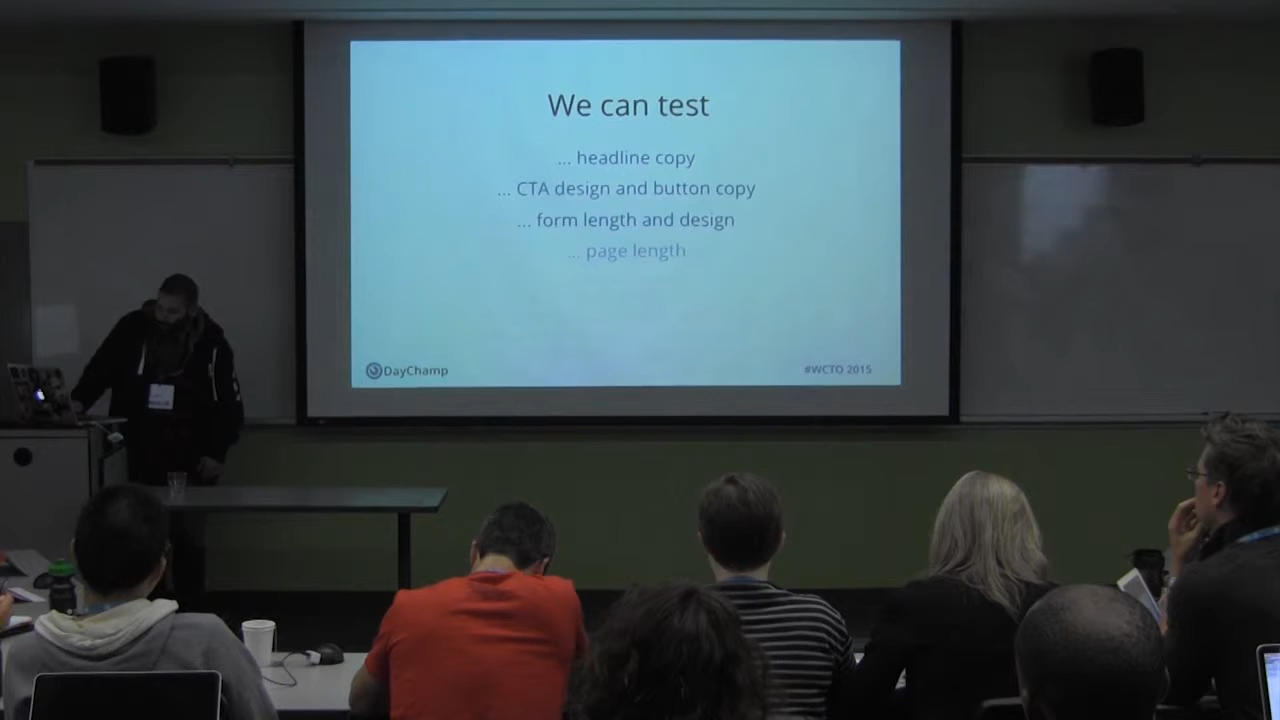 We can test
... headline copy
... CTA design and button copy
... form length and design
... page length
DayChamp
#WCTO 2015